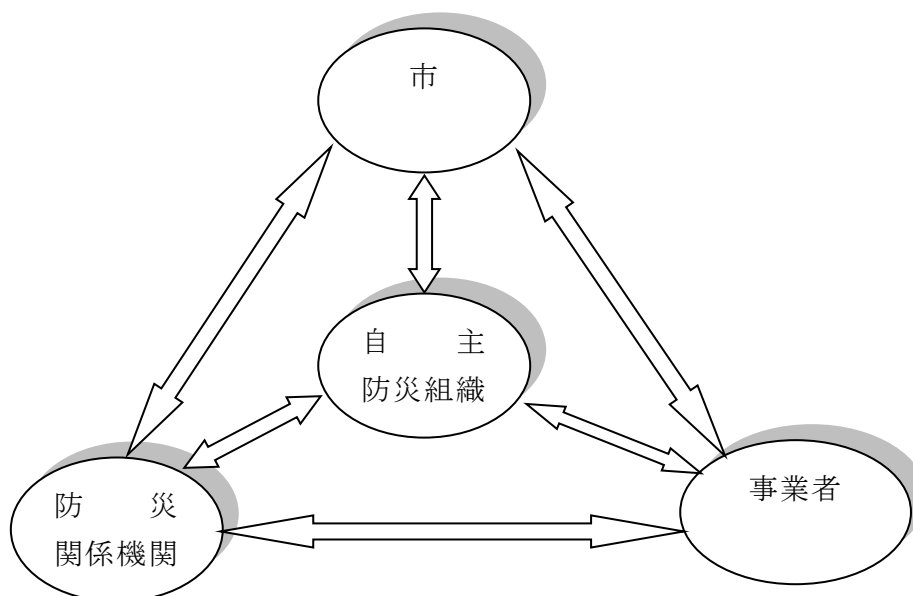 市
自　　主
防災組織
防　　災
関係機関
事業者